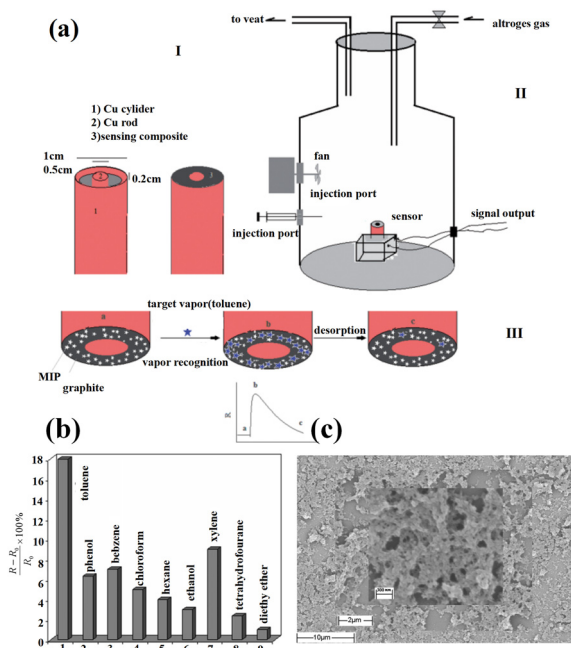 (a)
to veat
altroges gas
I
II
1) Cu cylider
2) Cu rod
3)sensing composite
1cm
0.5cm
0.2cm
2
3
1
fan
injection port
injection port
sensor
signal output
target vapor(toluene)
a
b
c
desorption
III
vapor recognition
MIP
graphite
b
R
a
c
(b)
(c)
18
16
14
12
10
8
6
4
2
0
R − R₀ / R₀ ×100%
toluene
phenol
bebzene
chloroform
hexane
ethanol
xylene
tetrahydrofourane
diethy ether
1 2 3 4 5 6 7 8 9
2μm
10μm